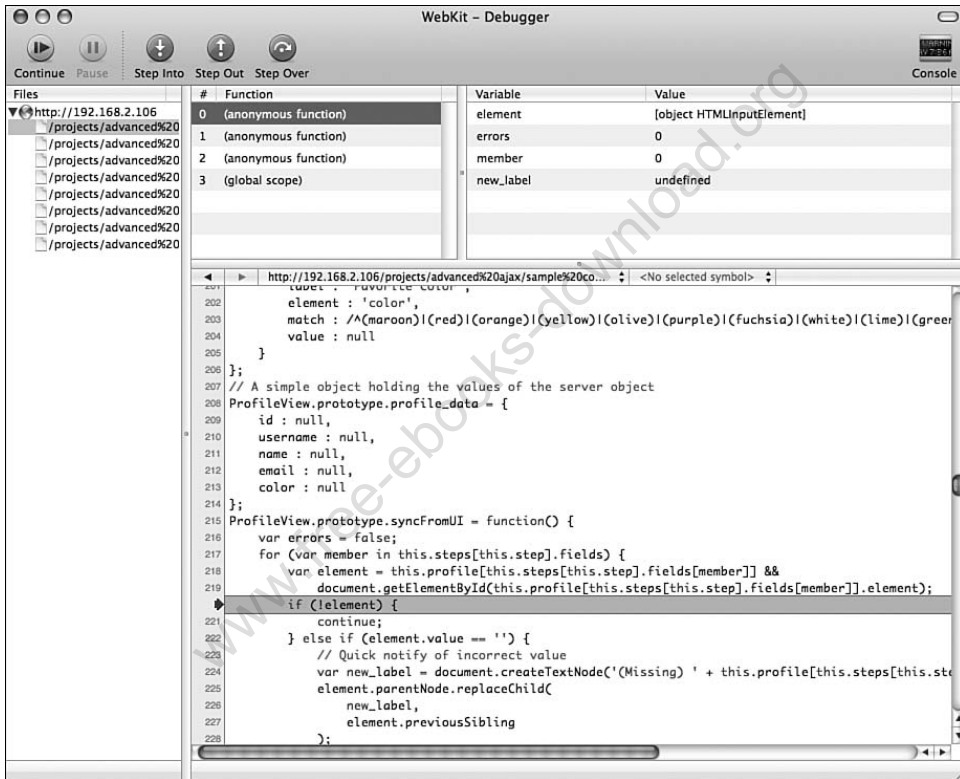 WebKit – Debugger
Continue Pause Step Into Step Out Step Over Console
Files
http://192.168.2.106
/projects/advanced%20
/projects/advanced%20
/projects/advanced%20
/projects/advanced%20
/projects/advanced%20
/projects/advanced%20
/projects/advanced%20
/projects/advanced%20
# Function
0 (anonymous function)
1 (anonymous function)
2 (anonymous function)
3 (global scope)
Variable Value
element [object HTMLInputElement]
errors 0
member 0
new_label undefined
http://192.168.2.106/projects/advanced%20ajax/sample%20co... <No selected symbol>
201 label : 'Favorite Color',
202 element : 'color',
203 match : /^(maroon)|(red)|(orange)|(yellow)|(olive)|(purple)|(fuchsia)|(white)|(lime)|(green
204 value : null
205 }
206 };
207 // A simple object holding the values of the server object
208 ProfileView.prototype.profile_data = {
209 id : null,
210 username : null,
211 name : null,
212 email : null,
213 color : null
214 };
215 ProfileView.prototype.syncFromUI = function() {
216 var errors = false;
217 for (var member in this.steps[this.step].fields) {
218 var element = this.profile[this.steps[this.step].fields[member]] &&
219 document.getElementById(this.profile[this.steps[this.step].fields[member]].element);
if (!element) {
221 continue;
222 } else if (element.value == '') {
223 // Quick notify of incorrect value
224 var new_label = document.createTextNode('(Missing) ' + this.profile[this.steps[this.ste
225 element.parentNode.replaceChild(
226 new_label,
227 element.previousSibling
228 );
www.free-ebooks-download.org